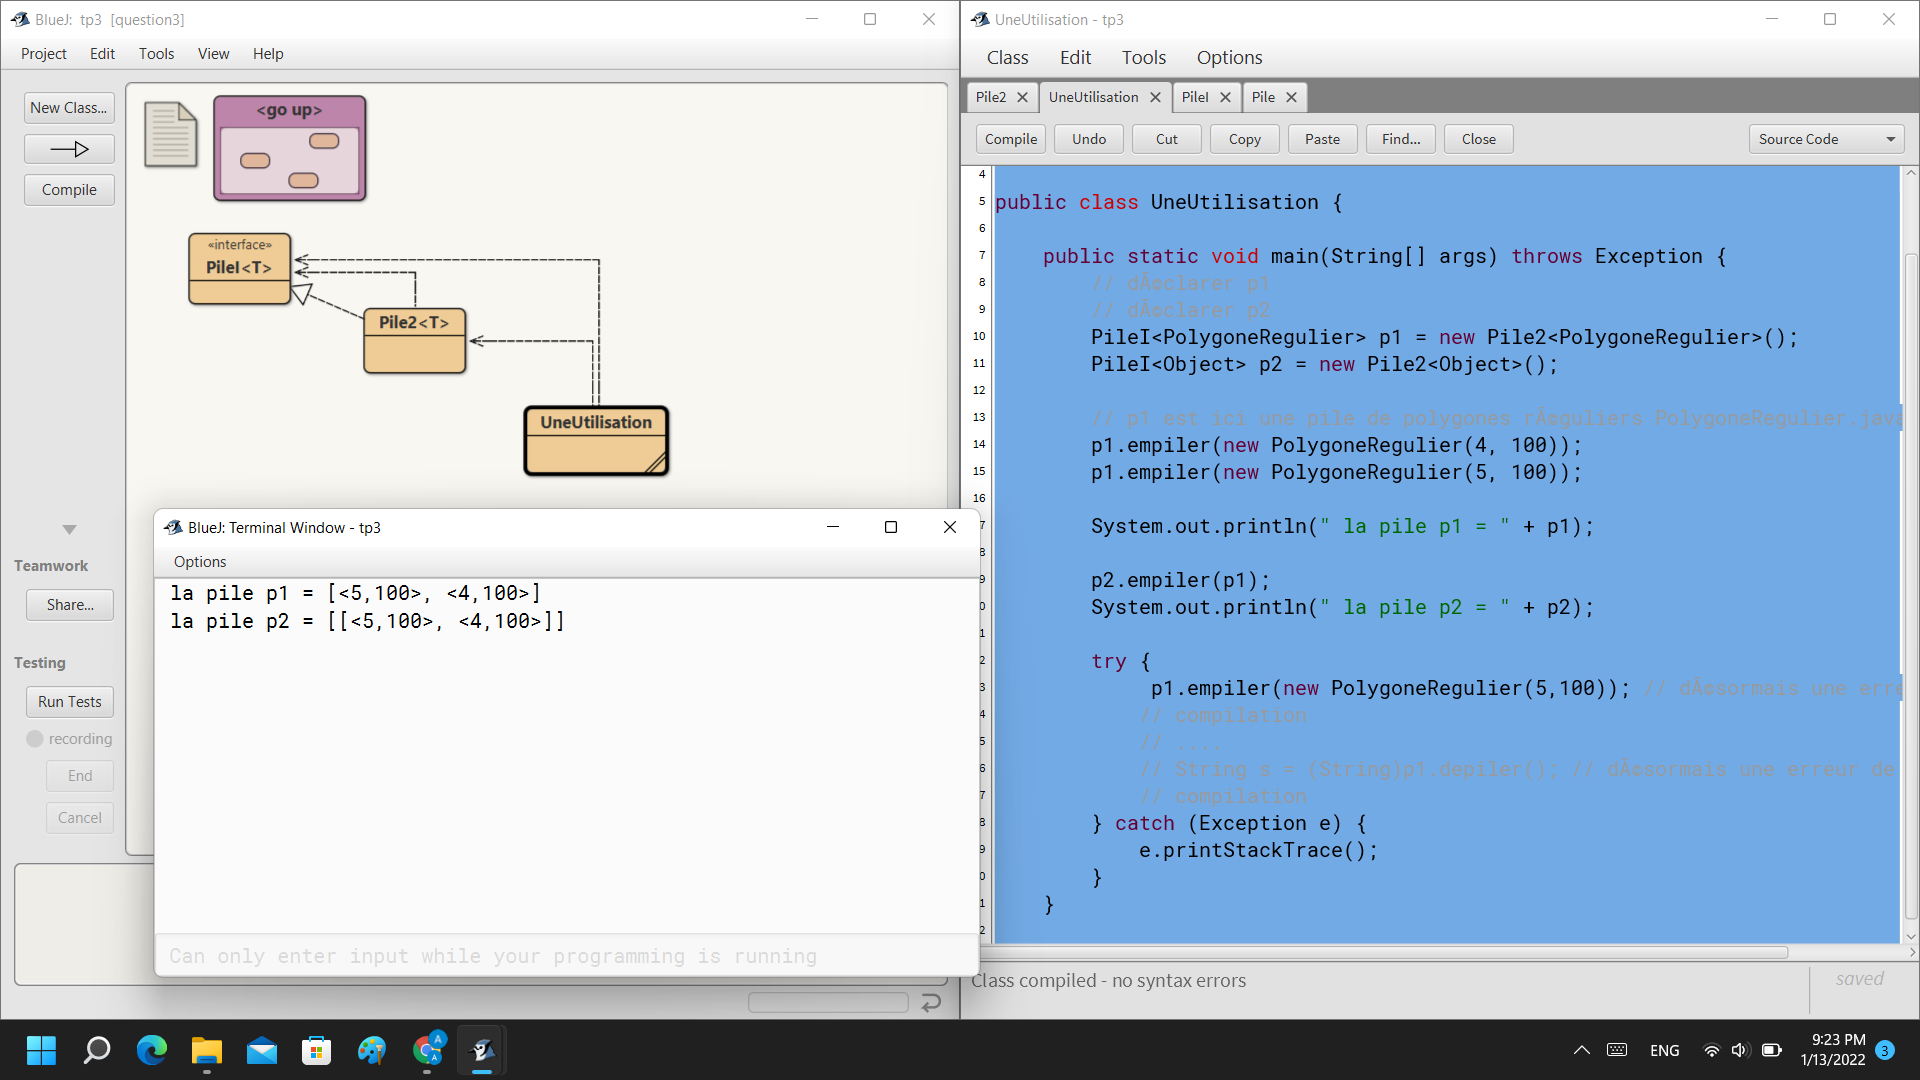 BlueJ: tp3 [question3]
Project Edit Tools View Help
New Class...
Compile
<go up>
«interface»
PileI<T>
Pile2<T>
UneUtilisation
Teamwork
Share...
Testing
Run Tests
recording
End
Cancel
BlueJ: Terminal Window - tp3
Options
la pile p1 = [<5,100>, <4,100>]
la pile p2 = [[<5,100>, <4,100>]]
Can only enter input while your programming is running
UneUtilisation - tp3
Class Edit Tools Options
Pile2 UneUtilisation PileI Pile
Compile Undo Cut Copy Paste Find... Close Source Code
4
5 public class UneUtilisation {
6
7 public static void main(String[] args) throws Exception {
8 // dÃ©clarer p1
9 // dÃ©clarer p2
10 PileI<PolygoneRegulier> p1 = new Pile2<PolygoneRegulier>();
11 PileI<Object> p2 = new Pile2<Object>();
12
13 // p1 est ici une pile de polygones rÃ©guliers PolygoneRegulier.java
14 p1.empiler(new PolygoneRegulier(4, 100));
15 p1.empiler(new PolygoneRegulier(5, 100));
16
7 System.out.println(" la pile p1 = " + p1);
8
9 p2.empiler(p1);
0 System.out.println(" la pile p2 = " + p2);
1
2 try {
3 p1.empiler(new PolygoneRegulier(5,100)); // dÃ©sormais une erre
4 // compilation
5 // ....
6 // String s = (String)p1.depiler(); // dÃ©sormais une erreur de
7 // compilation
8 } catch (Exception e) {
9 e.printStackTrace();
0 }
1 }
2
Class compiled - no syntax errors
saved
ENG
9:23 PM
1/13/2022
3